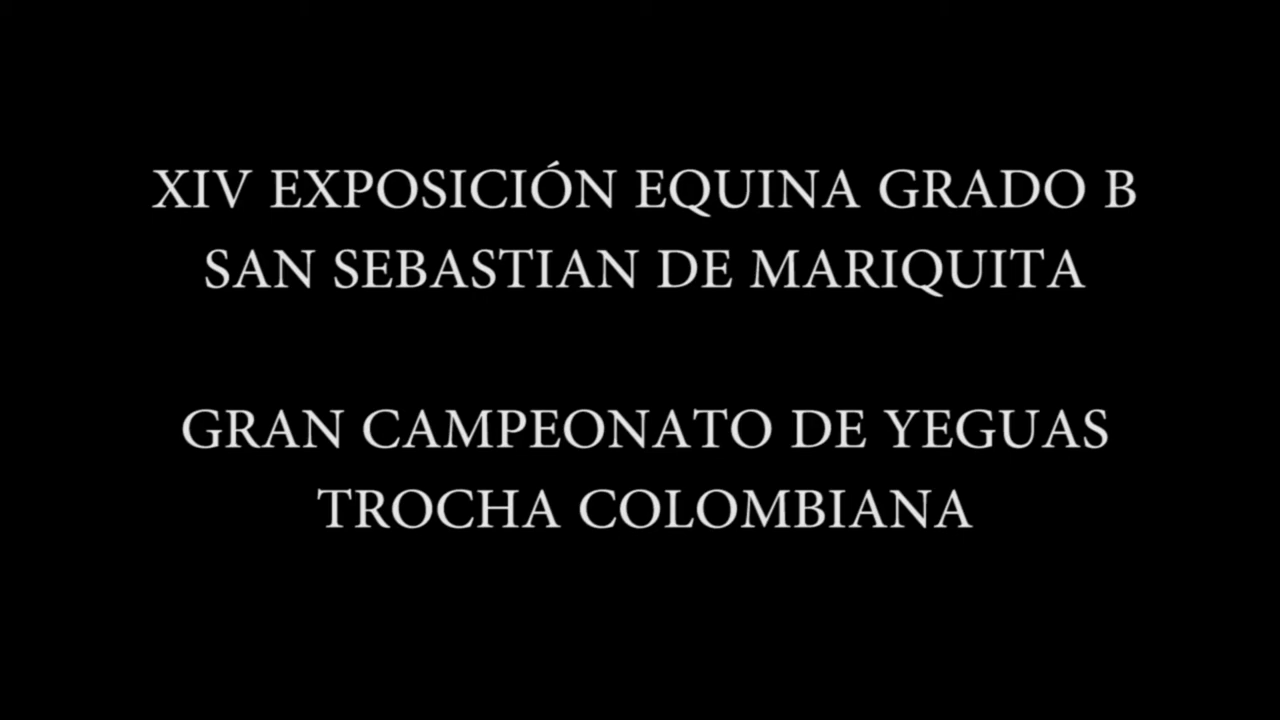 XIV EXPOSICIÓN EQUINA GRADO B
SAN SEBASTIAN DE MARIQUITA
GRAN CAMPEONATO DE YEGUAS
TROCHA COLOMBIANA